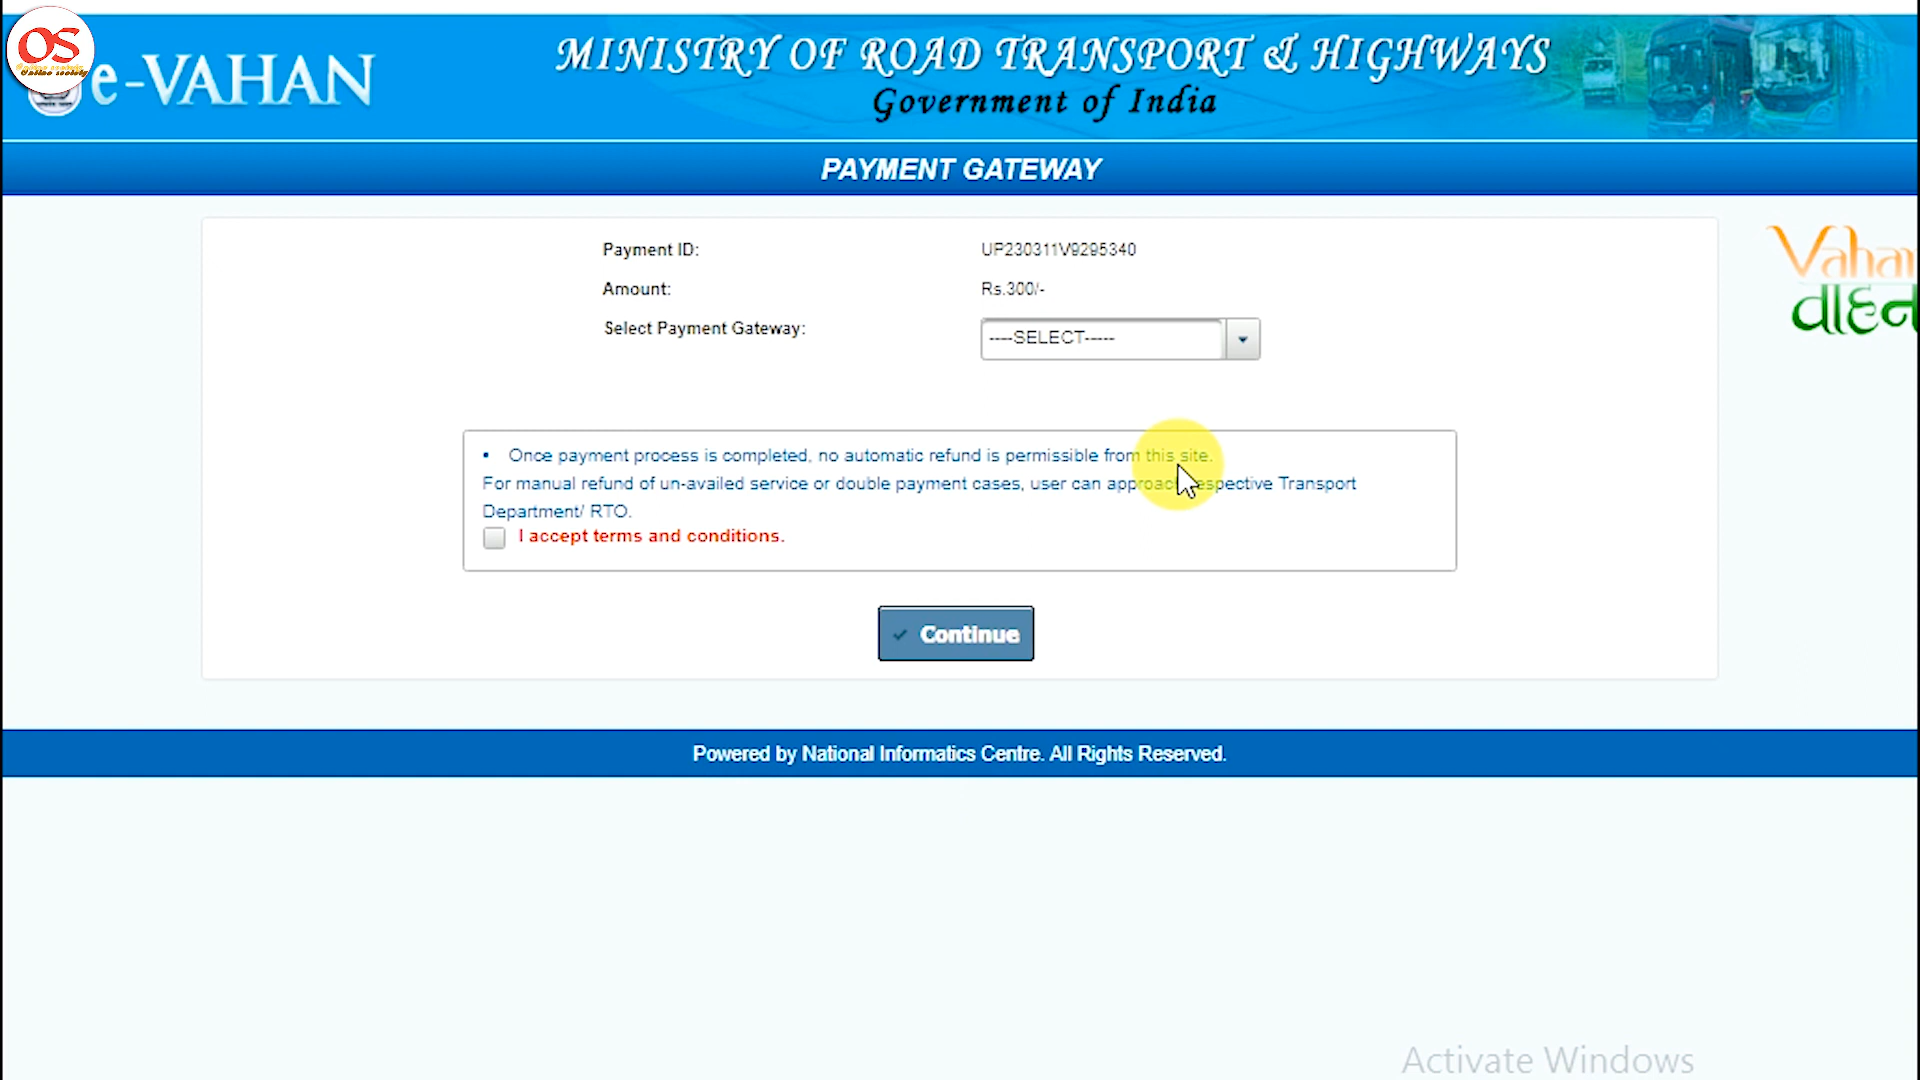 OS
Online society
e-VAHAN
MINISTRY OF ROAD TRANSPORT & HIGHWAYS
Government of India
PAYMENT GATEWAY
Payment ID: UP230311V9295340
Amount: Rs.300/-
Select Payment Gateway: ----SELECT-----
Vahan
વાહન
• Once payment process is completed, no automatic refund is permissible from this site.
For manual refund of un-availed service or double payment cases, user can approach respective Transport
Department/ RTO.
I accept terms and conditions.
Continue
Powered by National Informatics Centre. All Rights Reserved.
Activate Windows